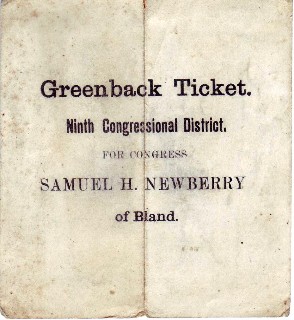 Greenback Ticket.
Ninth Congressional District.
FOR CONGRESS
SAMUEL H. NEWBERRY
of Bland.